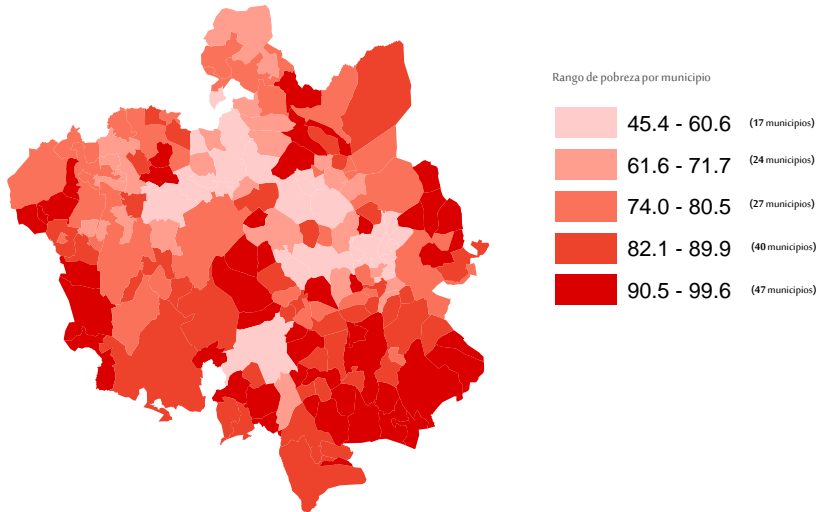 Rango de pobreza por municipio
45.4 - 60.6 (17 municipios)
61.6 - 71.7 (24 municipios)
74.0 - 80.5 (27 municipios)
82.1 - 89.9 (40 municipios)
90.5 - 99.6 (47 municipios)